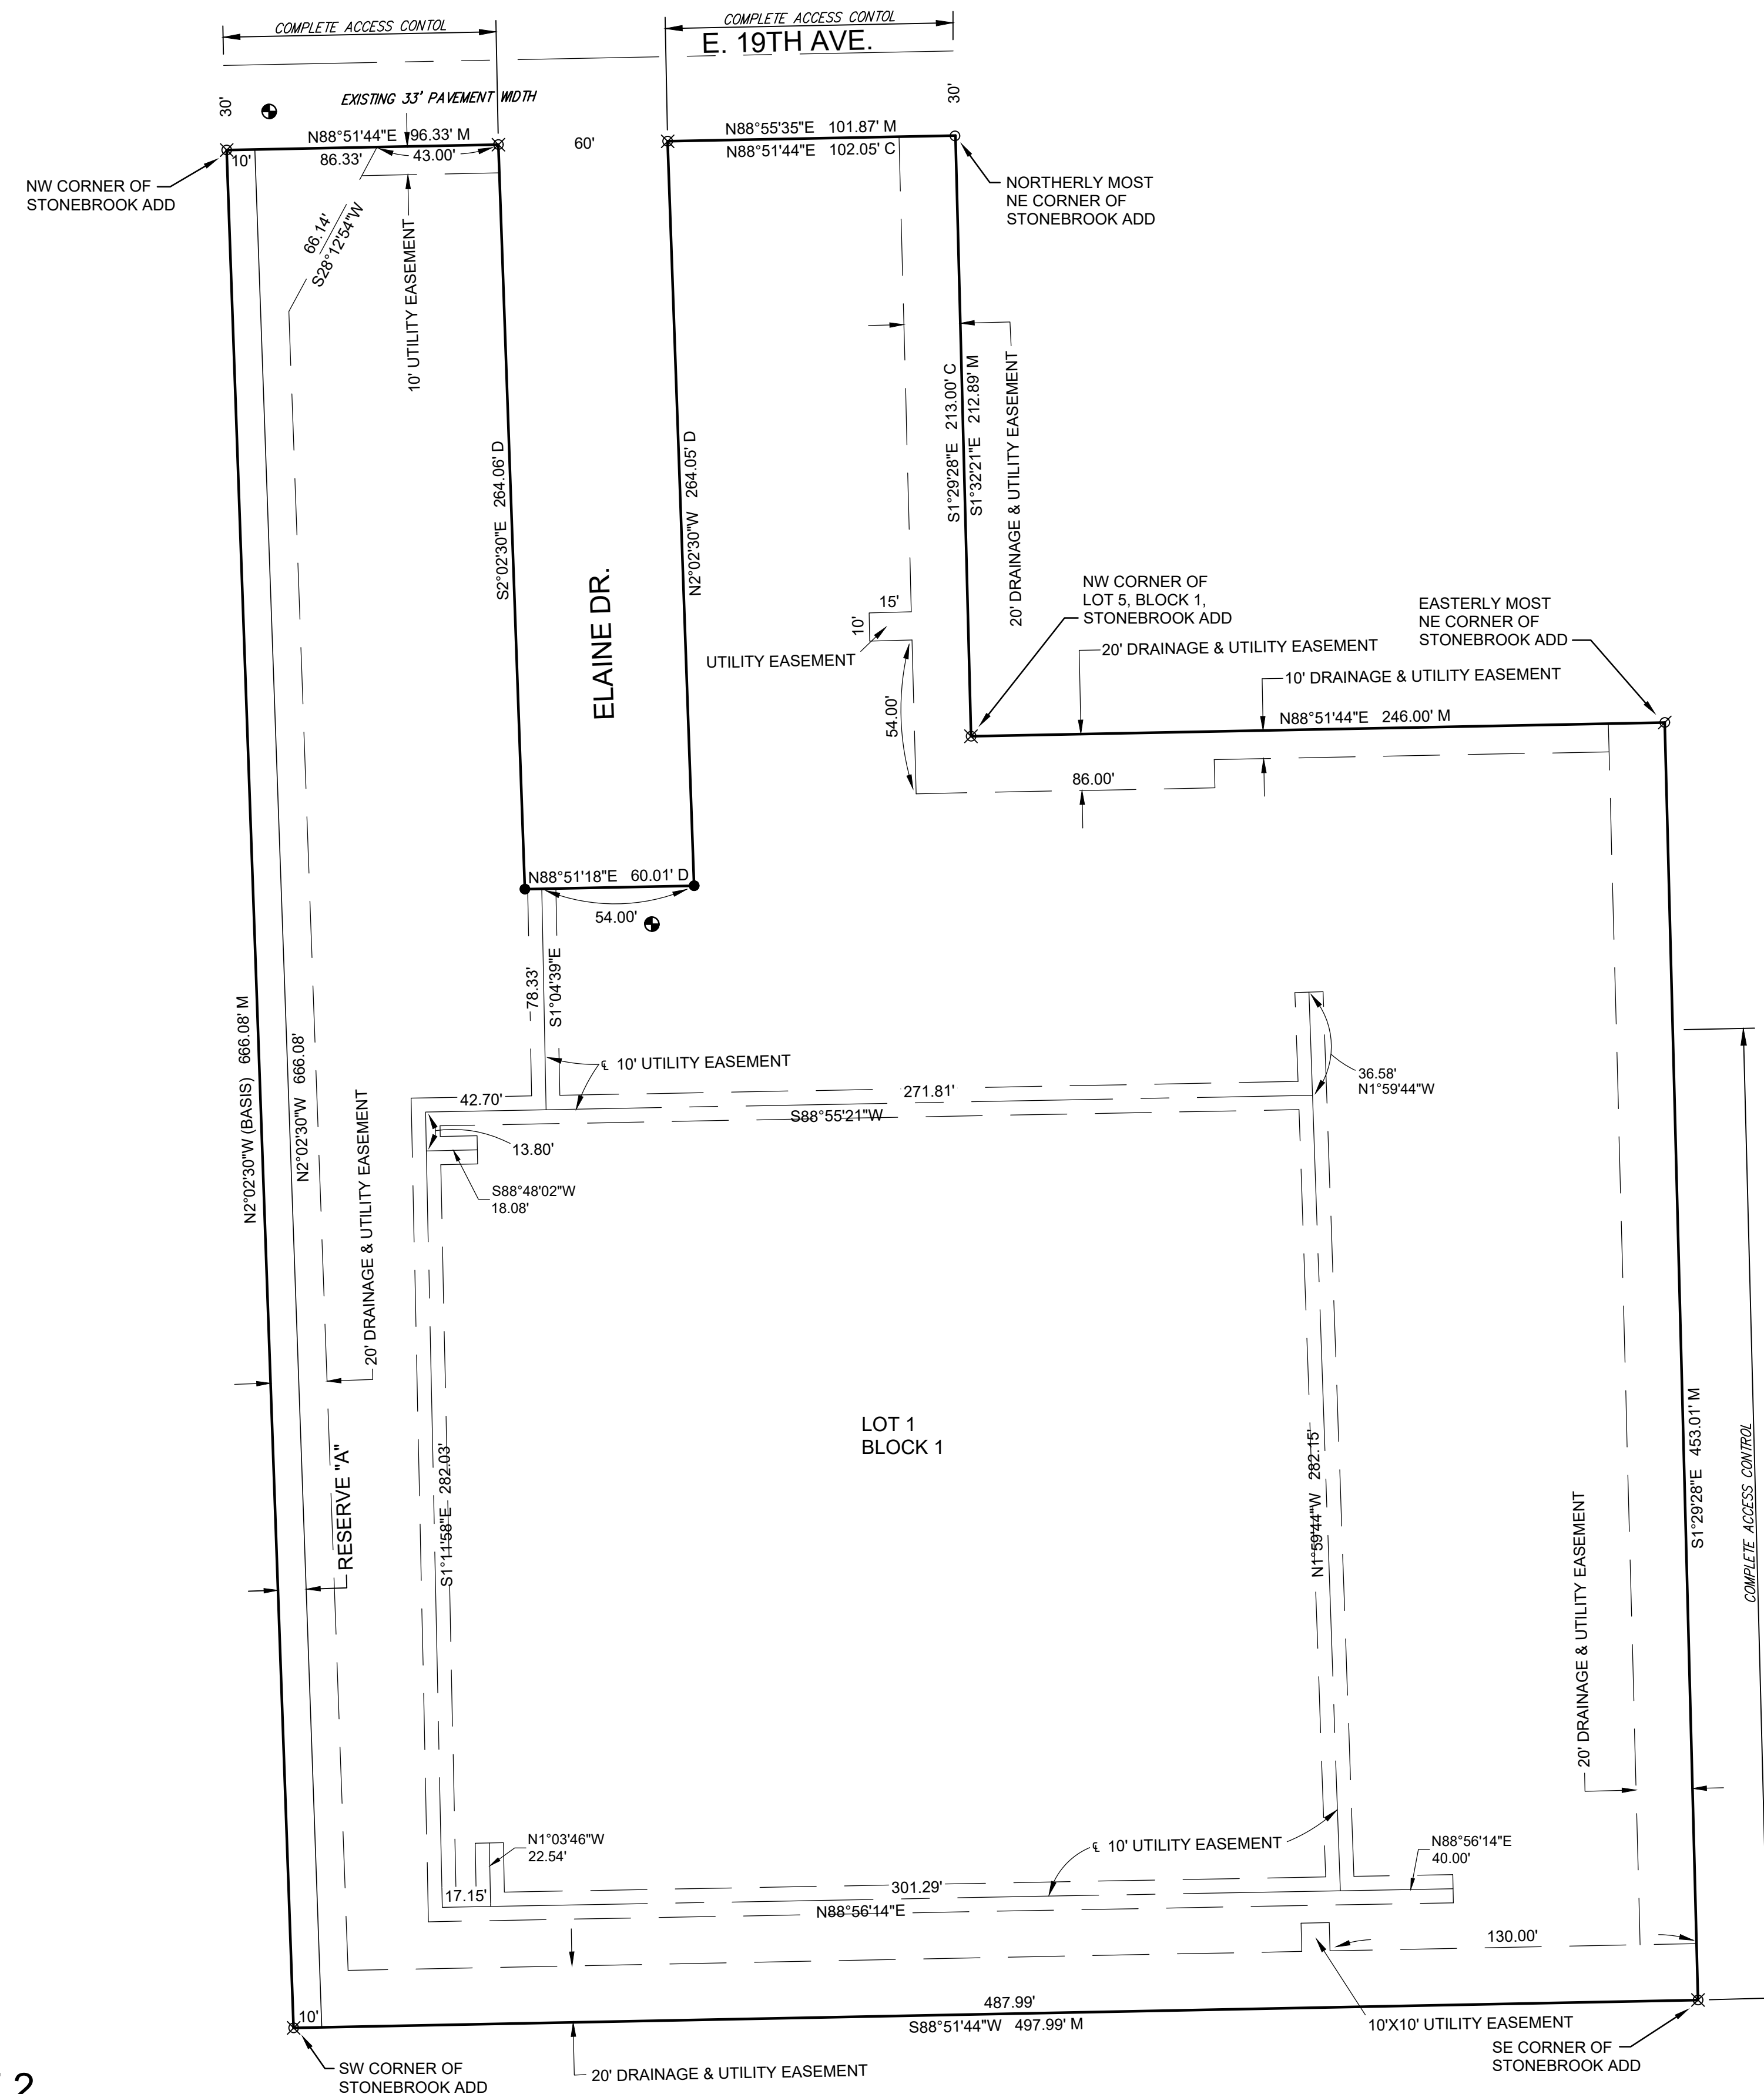 COMPLETE ACCESS CONTOL
COMPLETE ACCESS CONTOL
E. 19TH AVE.
30'
EXISTING 33' PAVEMENT WIDTH
30'
N88°51'44"E 96.33' M
60'
N88°55'35"E 101.87' M
N88°51'44"E 102.05' C
10'
86.33'
43.00'
NW CORNER OF
STONEBROOK ADD
NORTHERLY MOST
NE CORNER OF
STONEBROOK ADD
66.14'
S28°12'54"W
10' UTILITY EASEMENT
S2°02'30"E 264.06' D
N2°02'30"W 264.05' D
S1°29'28"E 213.00' C
S1°32'21"E 212.89' M
20' DRAINAGE & UTILITY EASEMENT
ELAINE DR.
15'
10'
UTILITY EASEMENT
54.00'
NW CORNER OF
LOT 5, BLOCK 1,
STONEBROOK ADD
EASTERLY MOST
NE CORNER OF
STONEBROOK ADD
20' DRAINAGE & UTILITY EASEMENT
10' DRAINAGE & UTILITY EASEMENT
N88°51'44"E 246.00' M
86.00'
N88°51'18"E 60.01' D
54.00'
78.33'
S1°04'39"E
N2°02'30"W (BASIS) 666.08' M
N2°02'30"W 666.08'
20' DRAINAGE & UTILITY EASEMENT
℄ 10' UTILITY EASEMENT
36.58'
N1°59'44"W
42.70'
271.81'
S88°55'21"W
13.80'
S88°48'02"W
18.08'
LOT 1
BLOCK 1
RESERVE "A"
S1°11'58"E 282.03'
N1°59'44"W 282.15'
20' DRAINAGE & UTILITY EASEMENT
S1°29'28"E 453.01' M
COMPLETE ACCESS CONTROL
N1°03'46"W
22.54'
℄ 10' UTILITY EASEMENT
N88°56'14"E
40.00'
17.15'
301.29'
N88°56'14"E
130.00'
10'
487.99'
S88°51'44"W 497.99' M
10'X10' UTILITY EASEMENT
SE CORNER OF
STONEBROOK ADD
SW CORNER OF
STONEBROOK ADD
20' DRAINAGE & UTILITY EASEMENT
2